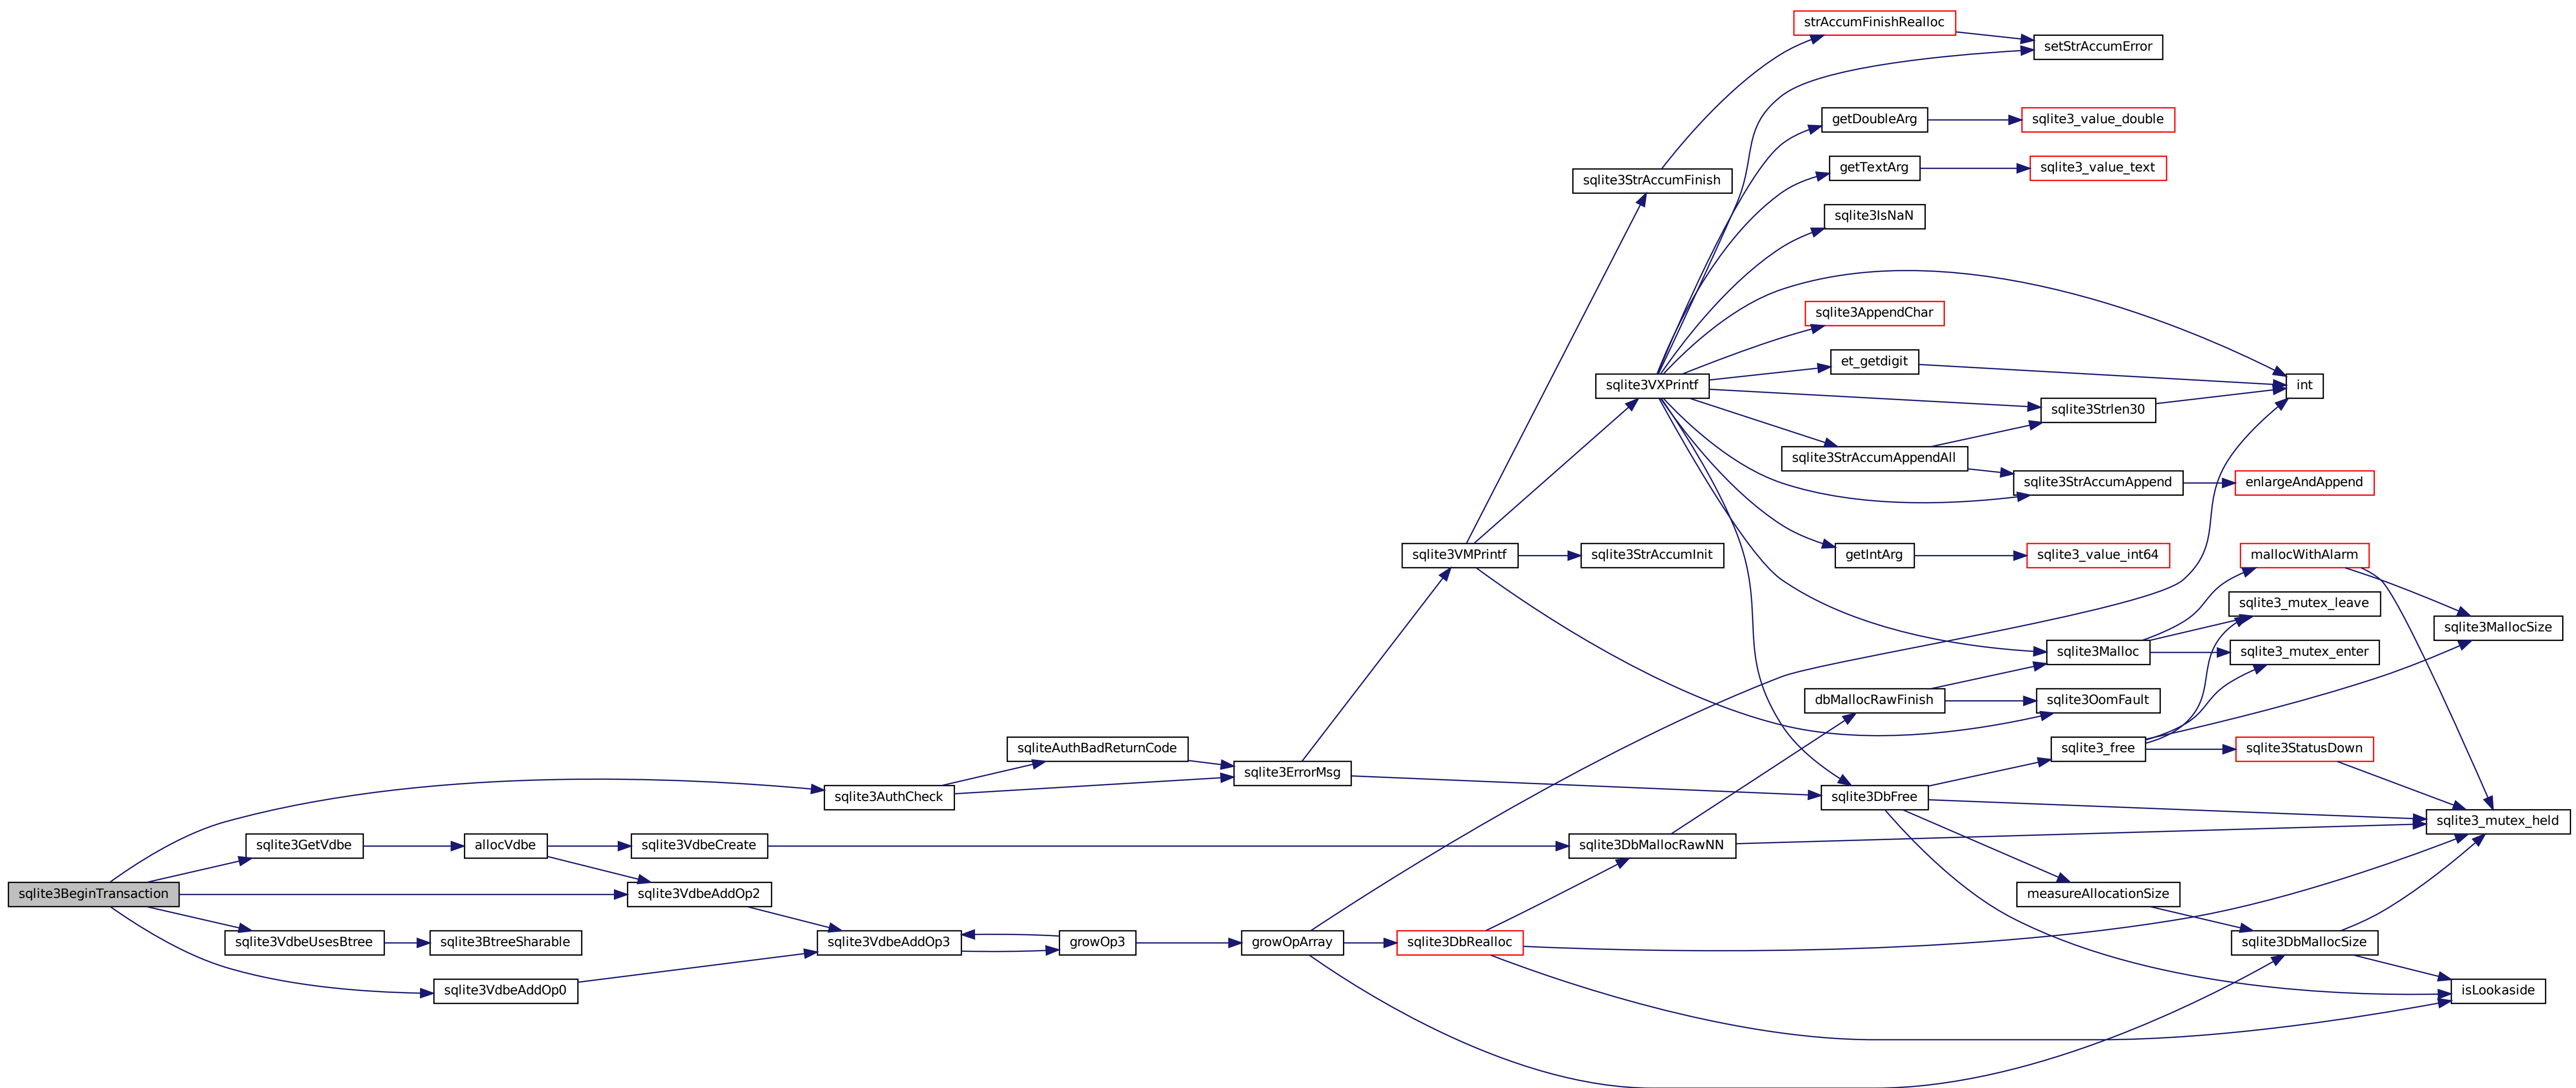 strAccumFinishRealloc
setStrAccumError
getDoubleArg
sqlite3_value_double
getTextArg
sqlite3_value_text
sqlite3StrAccumFinish
sqlite3IsNaN
sqlite3AppendChar
et_getdigit
sqlite3VXPrintf
int
sqlite3Strlen30
sqlite3StrAccumAppendAll
sqlite3StrAccumAppend
enlargeAndAppend
sqlite3VMPrintf
sqlite3StrAccumInit
getIntArg
sqlite3_value_int64
mallocWithAlarm
sqlite3_mutex_leave
sqlite3MallocSize
sqlite3Malloc
sqlite3_mutex_enter
dbMallocRawFinish
sqlite3OomFault
sqliteAuthBadReturnCode
sqlite3_free
sqlite3StatusDown
sqlite3ErrorMsg
sqlite3AuthCheck
sqlite3DbFree
sqlite3_mutex_held
sqlite3GetVdbe
allocVdbe
sqlite3VdbeCreate
sqlite3DbMallocRawNN
sqlite3BeginTransaction
sqlite3VdbeAddOp2
measureAllocationSize
sqlite3VdbeUsesBtree
sqlite3BtreeSharable
sqlite3VdbeAddOp3
growOp3
growOpArray
sqlite3DbRealloc
sqlite3DbMallocSize
sqlite3VdbeAddOp0
isLookaside